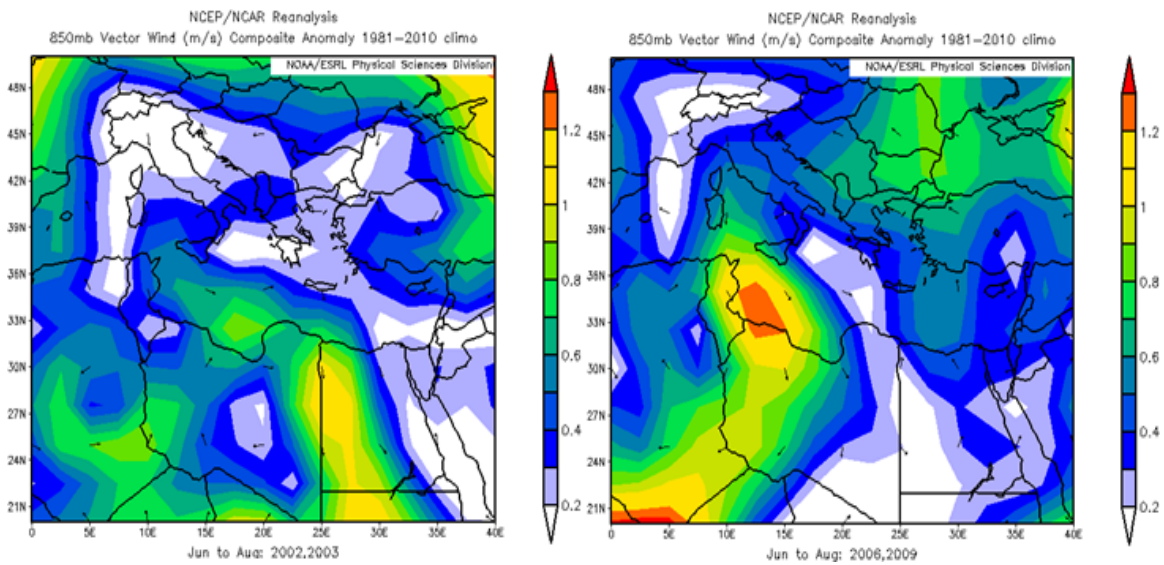 NCEP/NCAR Reanalysis
850mb Vector Wind (m/s) Composite Anomaly 1981-2010 climo
NOAA/ESRL Physical Sciences Division
48N
45N
42N
39N
36N
33N
30N
27N
24N
21N
0
5E
10E
15E
20E
25E
30E
35E
40E
1.2
1
0.8
0.6
0.4
0.2
Jun to Aug: 2002,2003
NCEP/NCAR Reanalysis
850mb Vector Wind (m/s) Composite Anomaly 1981-2010 climo
NOAA/ESRL Physical Sciences Division
48N
45N
42N
39N
36N
33N
30N
27N
24N
21N
0
5E
10E
15E
20E
25E
30E
35E
40E
1.2
1
0.8
0.6
0.4
0.2
Jun to Aug: 2006,2009